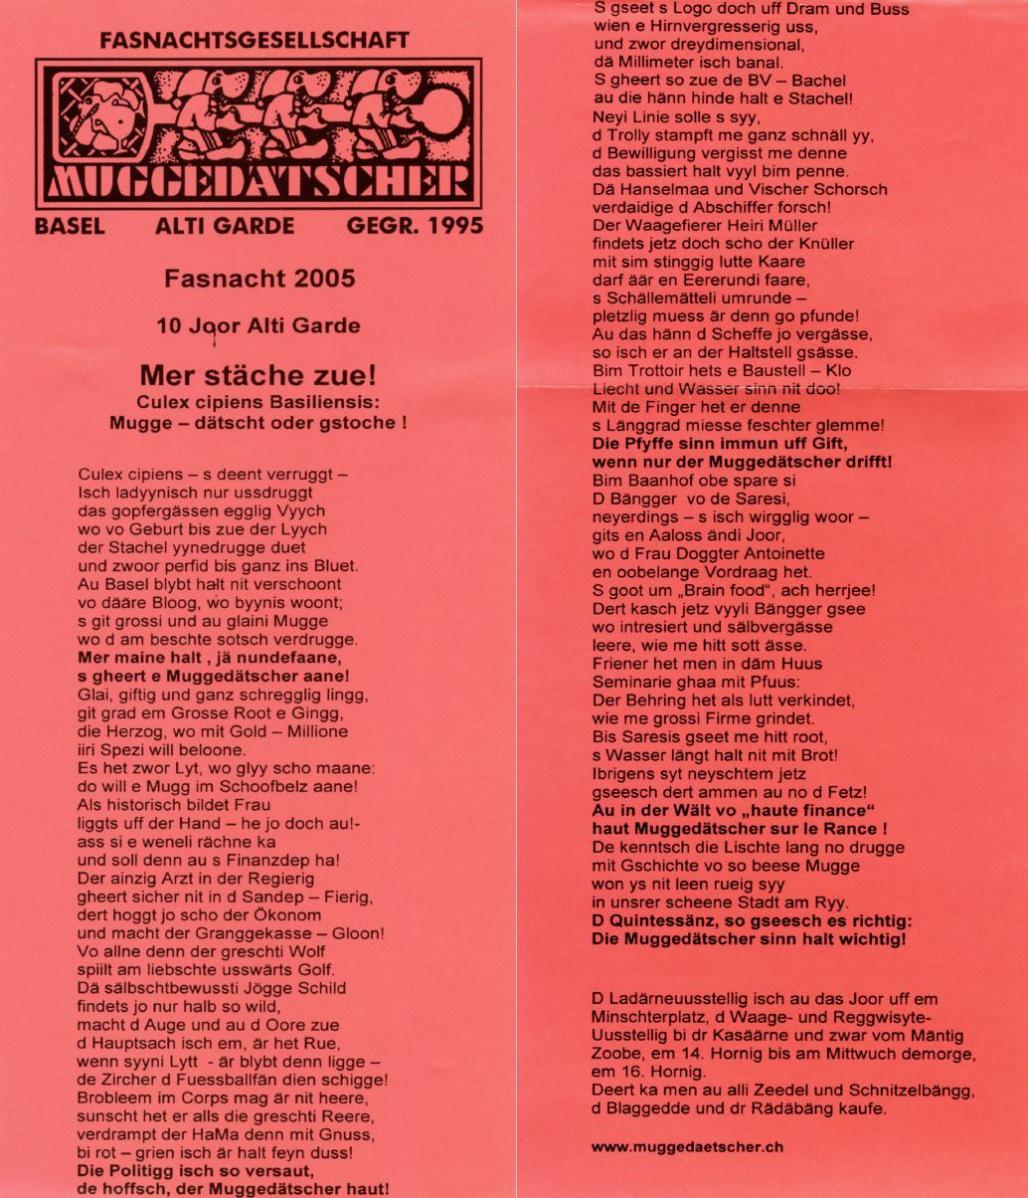 FASNACHTSGESELLSCHAFT
MUGGEDÄTSCHER
BASEL ALTI GARDE GEGR. 1995
Fasnacht 2005
10 Joor Alti Garde
Mer stäche zue!
Culex cipiens Basiliensis:
Mugge – dätscht oder gstoche !
Culex cipiens – s deent verruggt –
Isch ladyynisch nur ussdruggt
das gopfergässen egglig Vyych
wo vo Geburt bis zue der Lyych
der Stachel yynedrugge duet
und zwoor perfid bis ganz ins Bluet.
Au Basel blybt halt nit verschoont
vo dääre Bloog, wo byynis woont;
s git grossi und au glaini Mugge
wo d am beschte sotsch verdrugge.
Mer maine halt , jä nundefaane,
s gheert e Muggedätscher aane!
Glai, giftig und ganz schregglig lingg,
git grad em Grosse Root e Gingg,
die Herzog, wo mit Gold – Millione
iiri Spezi will beloone.
Es het zwor Lyt, wo glyy scho maane:
do will e Mugg im Schoofbelz aane!
Als historisch bildet Frau
liggts uff der Hand – he jo doch au!-
ass si e weneli rächne ka
und soll denn au s Finanzdep ha!
Der ainzig Arzt in der Regierig
gheert sicher nit in d Sandep – Fierig,
dert hoggt jo scho der Ökonom
und macht der Granggekasse – Gloon!
Vo allne denn der greschti Wolf
spiilt am liebschte usswärts Golf.
Dä sälbschtbewussti Jögge Schild
findets jo nur halb so wild,
macht d Auge und au d Oore zue
d Hauptsach isch em, är het Rue,
wenn syyni Lytt - är blybt denn ligge –
de Zircher d Fuessballfän dien schigge!
Brobleem im Corps mag är nit heere,
sunscht het er alls die greschti Reere,
verdrampt der HaMa denn mit Gnuss,
bi rot – grien isch är halt feyn duss!
Die Politigg isch so versaut,
de hoffsch, der Muggedätscher haut!
S gseet s Logo doch uff Dram und Buss
wien e Hirnvergresserig uss,
und zwor dreydimensional,
dä Millimeter isch banal.
S gheert so zue de BV – Bachel
au die hänn hinde halt e Stachel!
Neyi Linie solle s syy,
d Trolly stampft me ganz schnäll yy,
d Bewilligung vergisst me denne
das bassiert halt vyyl bim penne.
Dä Hanselmaa und Vischer Schorsch
verdaidige d Abschiffer forsch!
Der Waagefierer Heiri Müller
findets jetz doch scho der Knüller
mit sim stinggig lutte Kaare
darf äär en Eererundi faare,
s Schällemätteli umrunde –
pletzlig muess är denn go pfunde!
Au das hänn d Scheffe jo vergässe,
so isch er an der Haltstell gsässe.
Bim Trottoir hets e Baustell – Klo
Liecht und Wasser sinn nit doo!
Mit de Finger het er denne
s Länggrad miesse feschter glemme!
Die Pfyffe sinn immun uff Gift,
wenn nur der Muggedätscher drifft!
Bim Baanhof obe spare si
D Bängger vo de Saresi,
neyerdings – s isch wirgglig woor –
gits en Aaloss ändi Joor,
wo d Frau Doggter Antoinette
en oobelange Vordraag het.
S goot um „Brain food“, ach herrjee!
Dert kasch jetz vyyli Bängger gsee
wo intresiert und sälbvergässe
leere, wie me hitt sott ässe.
Friener het men in däm Huus
Seminarie ghaa mit Pfuus:
Der Behring het als lutt verkindet,
wie me grossi Firme grindet.
Bis Saresis gseet me hitt root,
s Wasser längt halt nit mit Brot!
Ibrigens syt neyschtem jetz
gseesch dert ammen au no d Fetz!
Au in der Wält vo „haute finance“
haut Muggedätscher sur le Rance !
De kenntsch die Lischte lang no drugge
mit Gschichte vo so beese Mugge
won ys nit leen rueig syy
in unsrer scheene Stadt am Ryy.
D Quintessänz, so gseesch es richtig:
Die Muggedätscher sinn halt wichtig!
D Ladärneuusstellig isch au das Joor uff em
Minschterplatz, d Waage- und Reggwisyte-
Uusstellig bi dr Kasäärne und zwar vom Mäntig
Zoobe, em 14. Hornig bis am Mittwuch demorge,
em 16. Hornig.
Deert ka men au alli Zeedel und Schnitzelbängg,
d Blaggedde und dr Rädäbäng kaufe.
www.muggedaetscher.ch